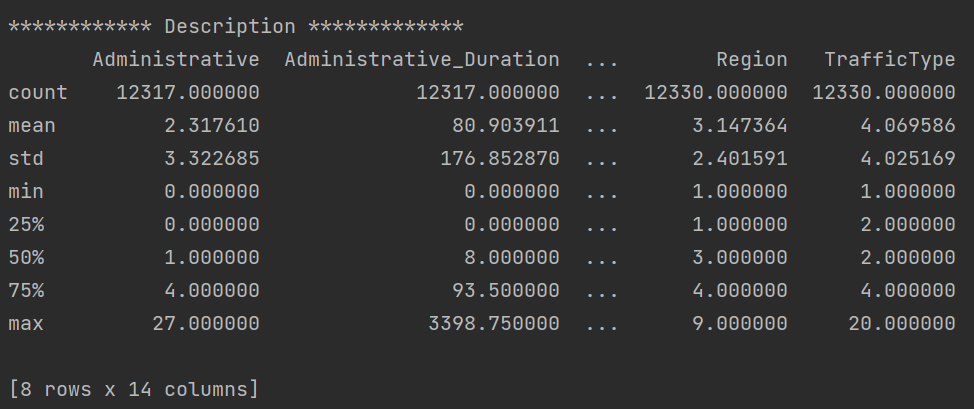 ************ Description *************
Administrative Administrative_Duration ... Region TrafficType
count 12317.000000 12317.000000 ... 12330.000000 12330.000000
mean 2.317610 80.903911 ... 3.147364 4.069586
std 3.322685 176.852870 ... 2.401591 4.025169
min 0.000000 0.000000 ... 1.000000 1.000000
25% 0.000000 0.000000 ... 1.000000 2.000000
50% 1.000000 8.000000 ... 3.000000 2.000000
75% 4.000000 93.500000 ... 4.000000 4.000000
max 27.000000 3398.750000 ... 9.000000 20.000000
[8 rows x 14 columns]